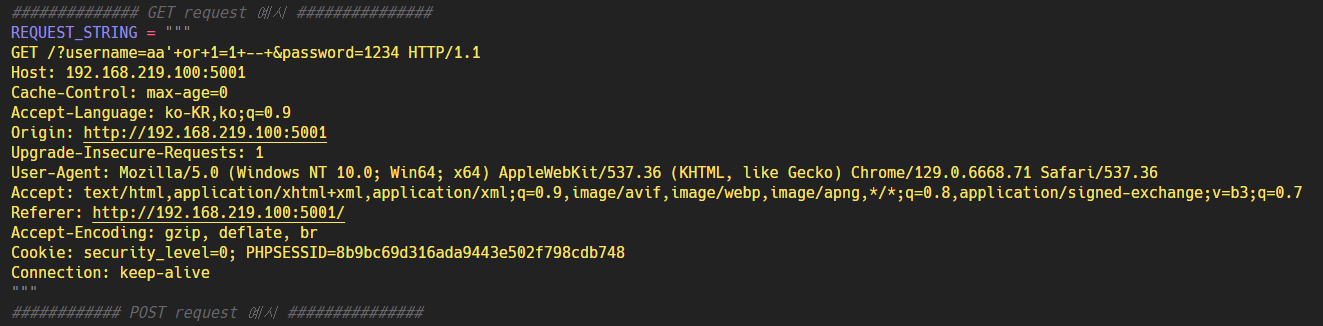 ############## GET request 예시 ###############
REQUEST_STRING = """
GET /?username=aa'+or+1=1+--+&password=1234 HTTP/1.1
Host: 192.168.219.100:5001
Cache-Control: max-age=0
Accept-Language: ko-KR,ko;q=0.9
Origin: http://192.168.219.100:5001
Upgrade-Insecure-Requests: 1
User-Agent: Mozilla/5.0 (Windows NT 10.0; Win64; x64) AppleWebKit/537.36 (KHTML, like Gecko) Chrome/129.0.6668.71 Safari/537.36
Accept: text/html,application/xhtml+xml,application/xml;q=0.9,image/avif,image/webp,image/apng,*/*;q=0.8,application/signed-exchange;v=b3;q=0.7
Referer: http://192.168.219.100:5001/
Accept-Encoding: gzip, deflate, br
Cookie: security_level=0; PHPSESSID=8b9bc69d316ada9443e502f798cdb748
Connection: keep-alive
"""
############ POST request 예시 ###############